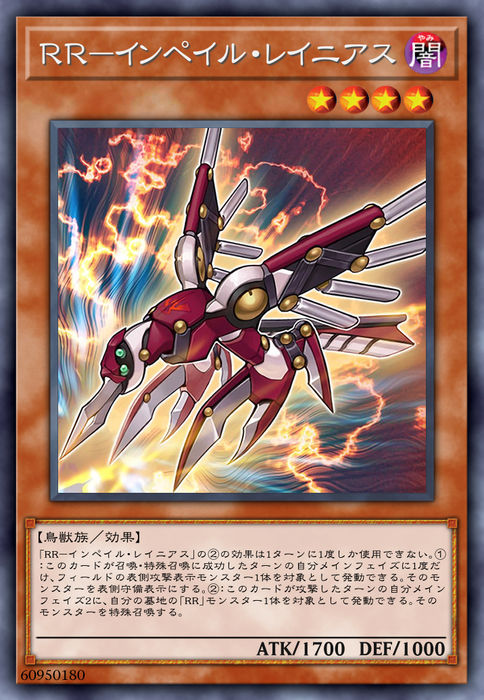 RR－インペイル・レイニアス
闇
やみ
【鳥獣族／効果】
「RR－インペイル・レイニアス」の②の効果は1ターンに1度しか使用できない。①
：このカードが召喚・特殊召喚に成功したターンの自分メインフェイズに1度だ
け、フィールドの表側攻撃表示モンスター1体を対象として発動できる。そのモ
ンスターを表側守備表示にする。②：このカードが攻撃したターンの自分メイン
フェイズ2に、自分の墓地の「RR」モンスター1体を対象として発動できる。その
モンスターを特殊召喚する。
ATK/1700 DEF/1000
60950180